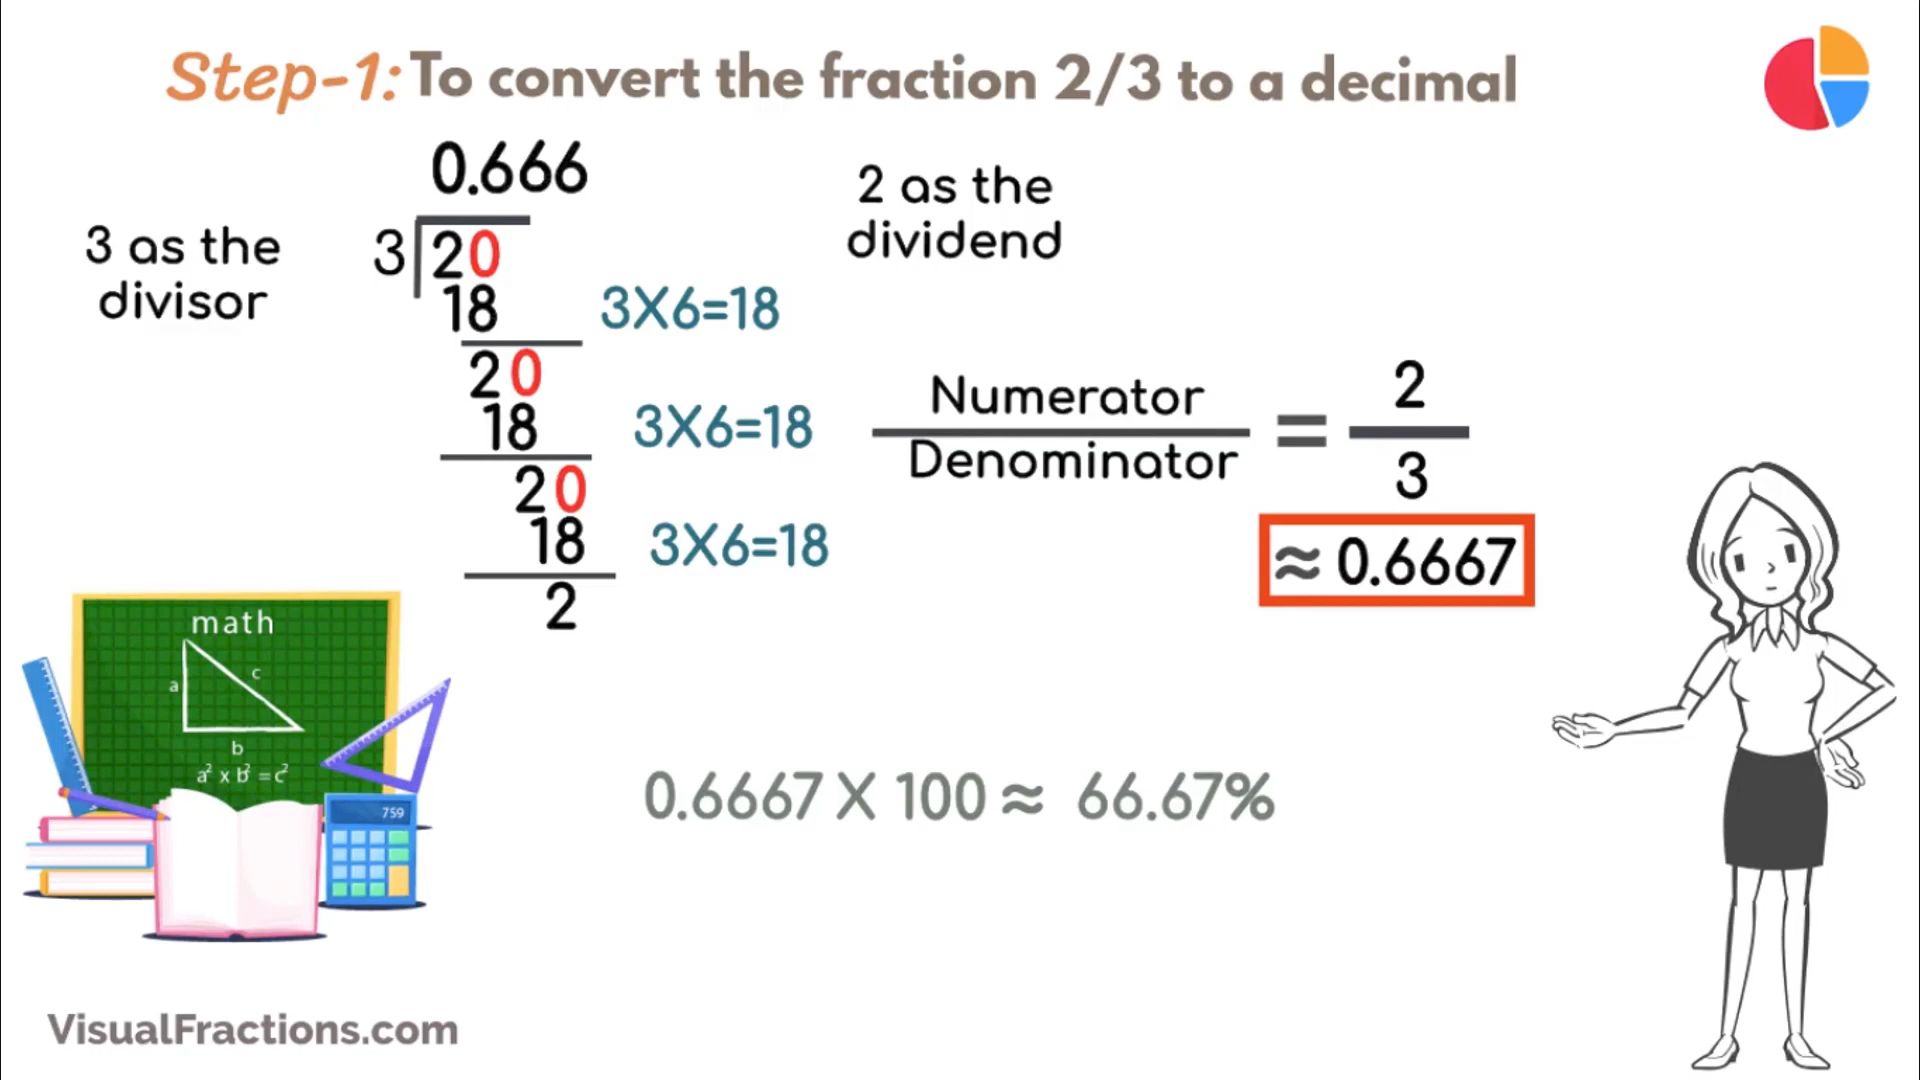 Step-1: To convert the fraction 2/3 to a decimal
0.666
3 as the
divisor
3 20
18
3X6=18
20
18
3X6=18
20
18
3X6=18
2
2 as the
dividend
Numerator
Denominator
=
2
3
≈ 0.6667
math
a
c
b
a² x b² = c²
759
0.6667 X 100 ≈ 66.67%
VisualFractions.com